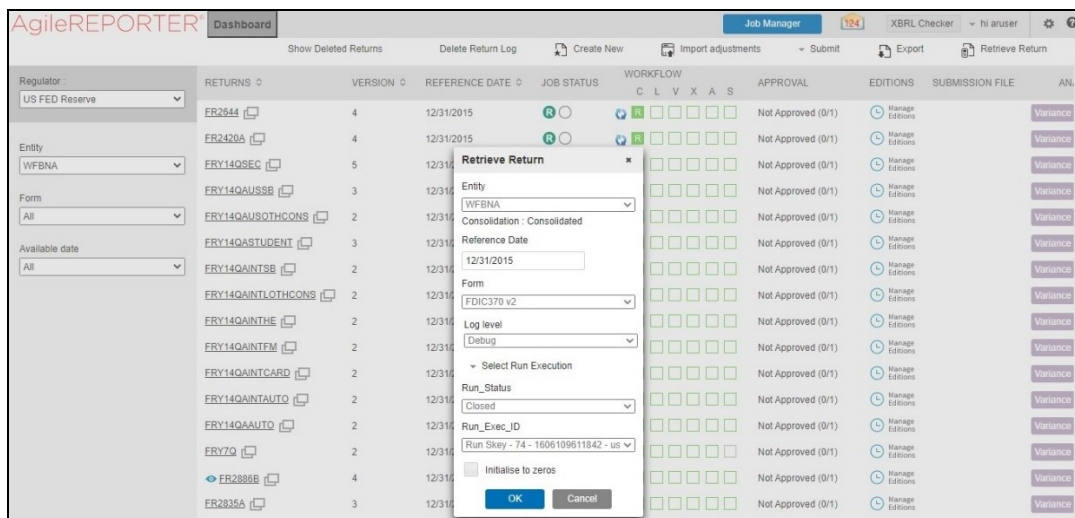 AgileREPORTER® Dashboard Job Manager 124 XBRL Checker hi aruser
Show Deleted Returns Delete Return Log Create New Import adjustments Submit Export Retrieve Return
Regulator :
US FED Reserve
Entity
WFBNA
Form
All
Available date
All
RETURNS VERSION REFERENCE DATE JOB STATUS WORKFLOW APPROVAL EDITIONS SUBMISSION FILE
C L V X A S
FR2644 4 12/31/2015 R R Not Approved (0/1) Manage Editions Variance
FR2420A 4 12/31/2015 R R Not Approved (0/1) Manage Editions Variance
FRY14QSEC 5 Not Approved (0/1) Manage Editions Variance
FRY14QAUSSB 3 Not Approved (0/1) Manage Editions Variance
FRY14QAUSOTHCONS 2 Not Approved (0/1) Manage Editions Variance
FRY14QASTUDENT 3 Not Approved (0/1) Manage Editions Variance
FRY14QAINTSB 2 Not Approved (0/1) Manage Editions Variance
FRY14QAINTLOTHCONS 2 Not Approved (0/1) Manage Editions Variance
FRY14QAINTHE 2 Not Approved (0/1) Manage Editions Variance
FRY14QAINTFM 2 Not Approved (0/1) Manage Editions Variance
FRY14QAINTCARD 2 Not Approved (0/1) Manage Editions Variance
FRY14QAINTAUTO 2 Not Approved (0/1) Manage Editions Variance
FRY14QAAUTO 2 Not Approved (0/1) Manage Editions Variance
FRY7Q 2 Not Approved (0/1) Manage Editions Variance
FR2886B 4 Not Approved (0/1) Manage Editions Variance
FR2835A 3 Not Approved (0/1) Manage Editions Variance
Retrieve Return ×
Entity
WFBNA
Consolidation : Consolidated
Reference Date
12/31/2015
Form
FDIC370 v2
Log level
Debug
Select Run Execution
Run_Status
Closed
Run_Exec_ID
Run Skey - 74 - 1606109611842 - us
Initialise to zeros
OK Cancel